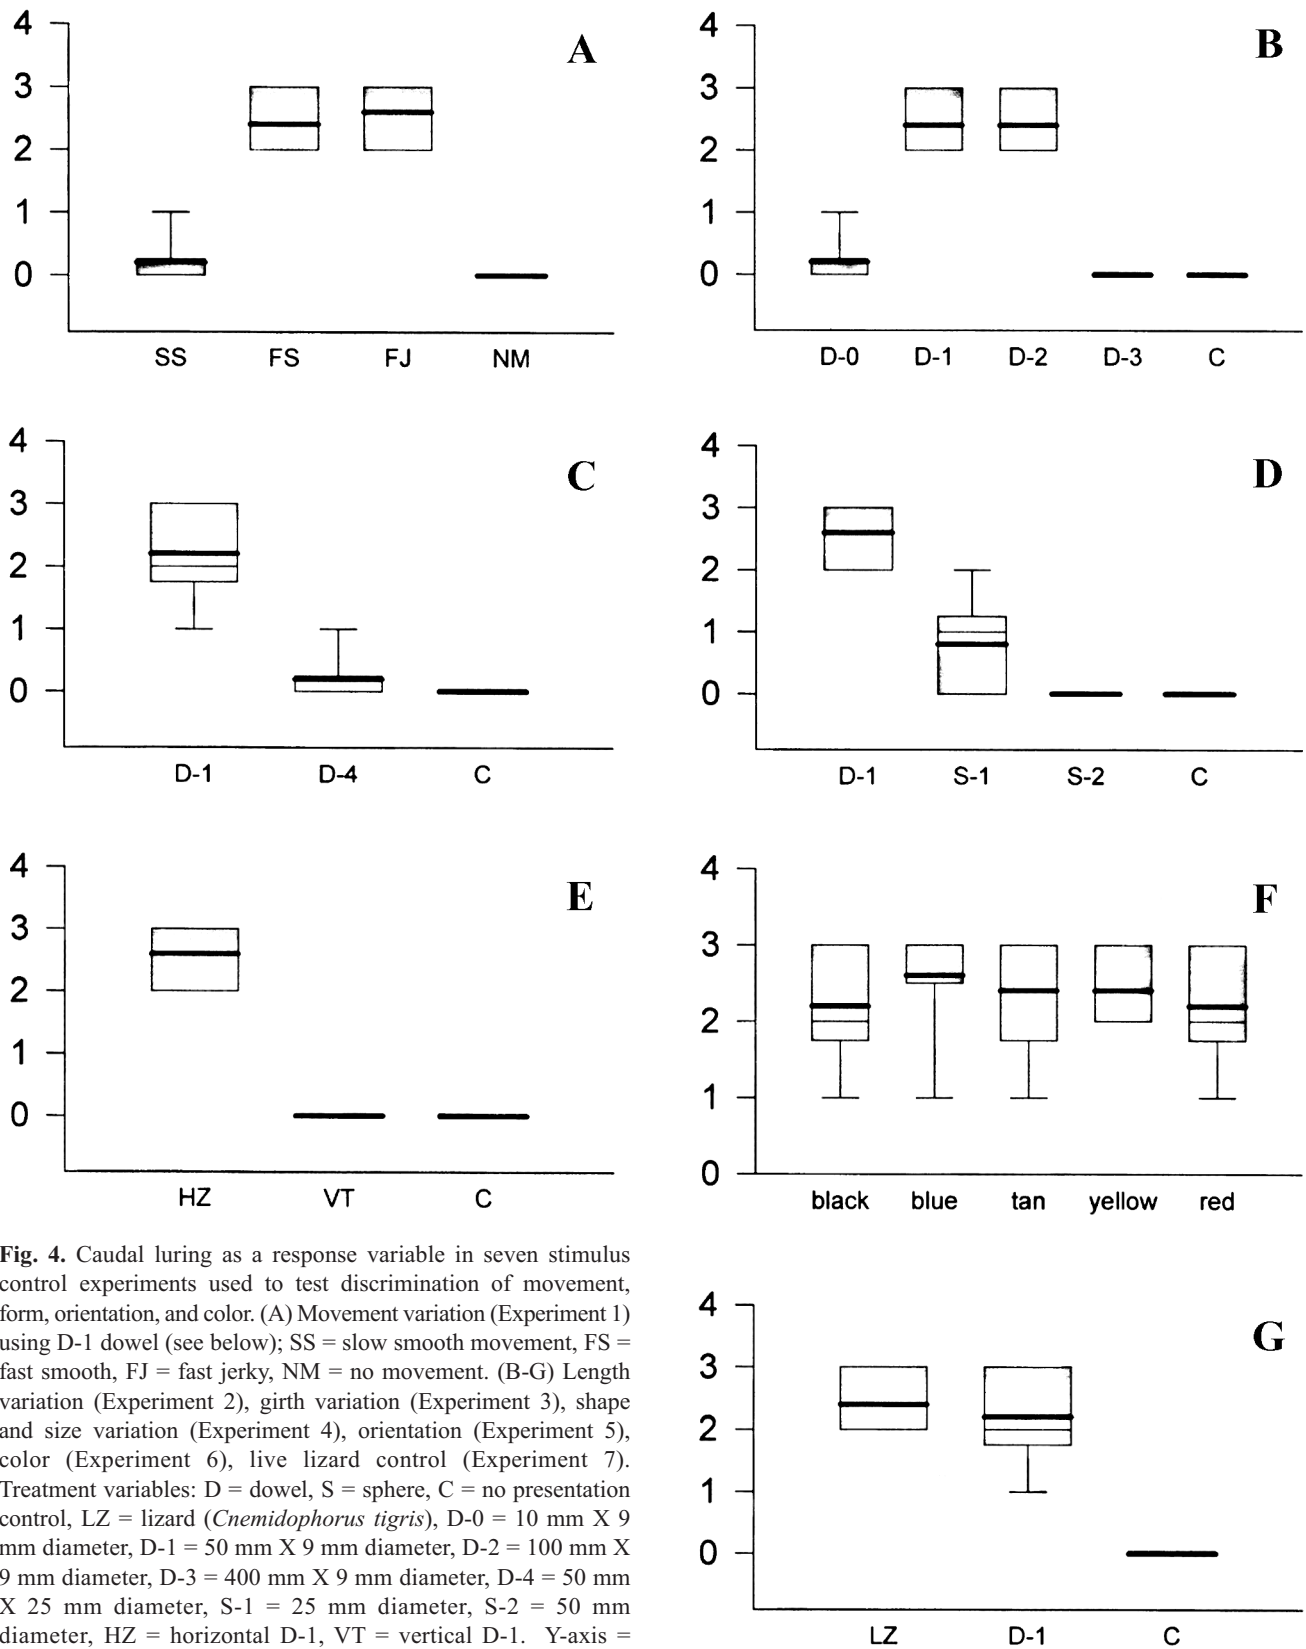 A
4
3
2
1
0
SS FS FJ NM
B
4
3
2
1
0
D-0 D-1 D-2 D-3 C
C
4
3
2
1
0
D-1 D-4 C
D
4
3
2
1
0
D-1 S-1 S-2 C
E
4
3
2
1
0
HZ VT C
F
4
3
2
1
0
black blue tan yellow red
Fig. 4. Caudal luring as a response variable in seven stimulus
control experiments used to test discrimination of movement,
form, orientation, and color. (A) Movement variation (Experiment 1)
using D-1 dowel (see below); SS = slow smooth movement, FS =
fast smooth, FJ = fast jerky, NM = no movement. (B-G) Length
variation (Experiment 2), girth variation (Experiment 3), shape
and size variation (Experiment 4), orientation (Experiment 5),
color (Experiment 6), live lizard control (Experiment 7).
Treatment variables: D = dowel, S = sphere, C = no presentation
control, LZ = lizard (Cnemidophorus tigris), D-0 = 10 mm X 9
mm diameter, D-1 = 50 mm X 9 mm diameter, D-2 = 100 mm X
9 mm diameter, D-3 = 400 mm X 9 mm diameter, D-4 = 50 mm
X 25 mm diameter, S-1 = 25 mm diameter, S-2 = 50 mm
diameter, HZ = horizontal D-1, VT = vertical D-1. Y-axis =
G
4
3
2
1
0
LZ D-1 C